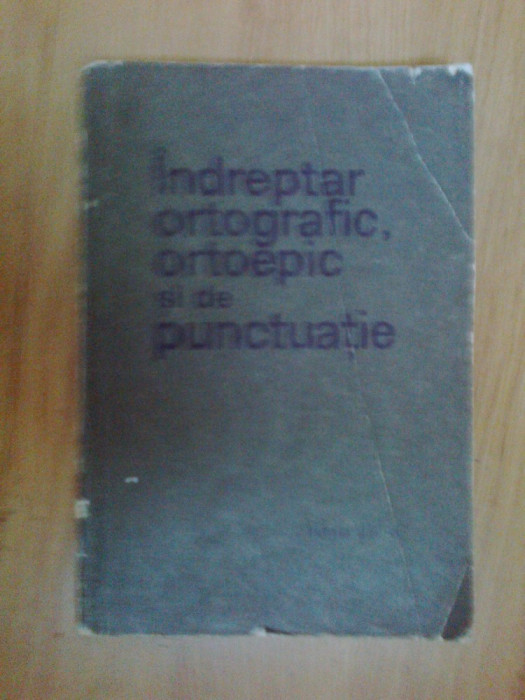 Îndreptar
ortografic,
ortoepic
și de
punctuație